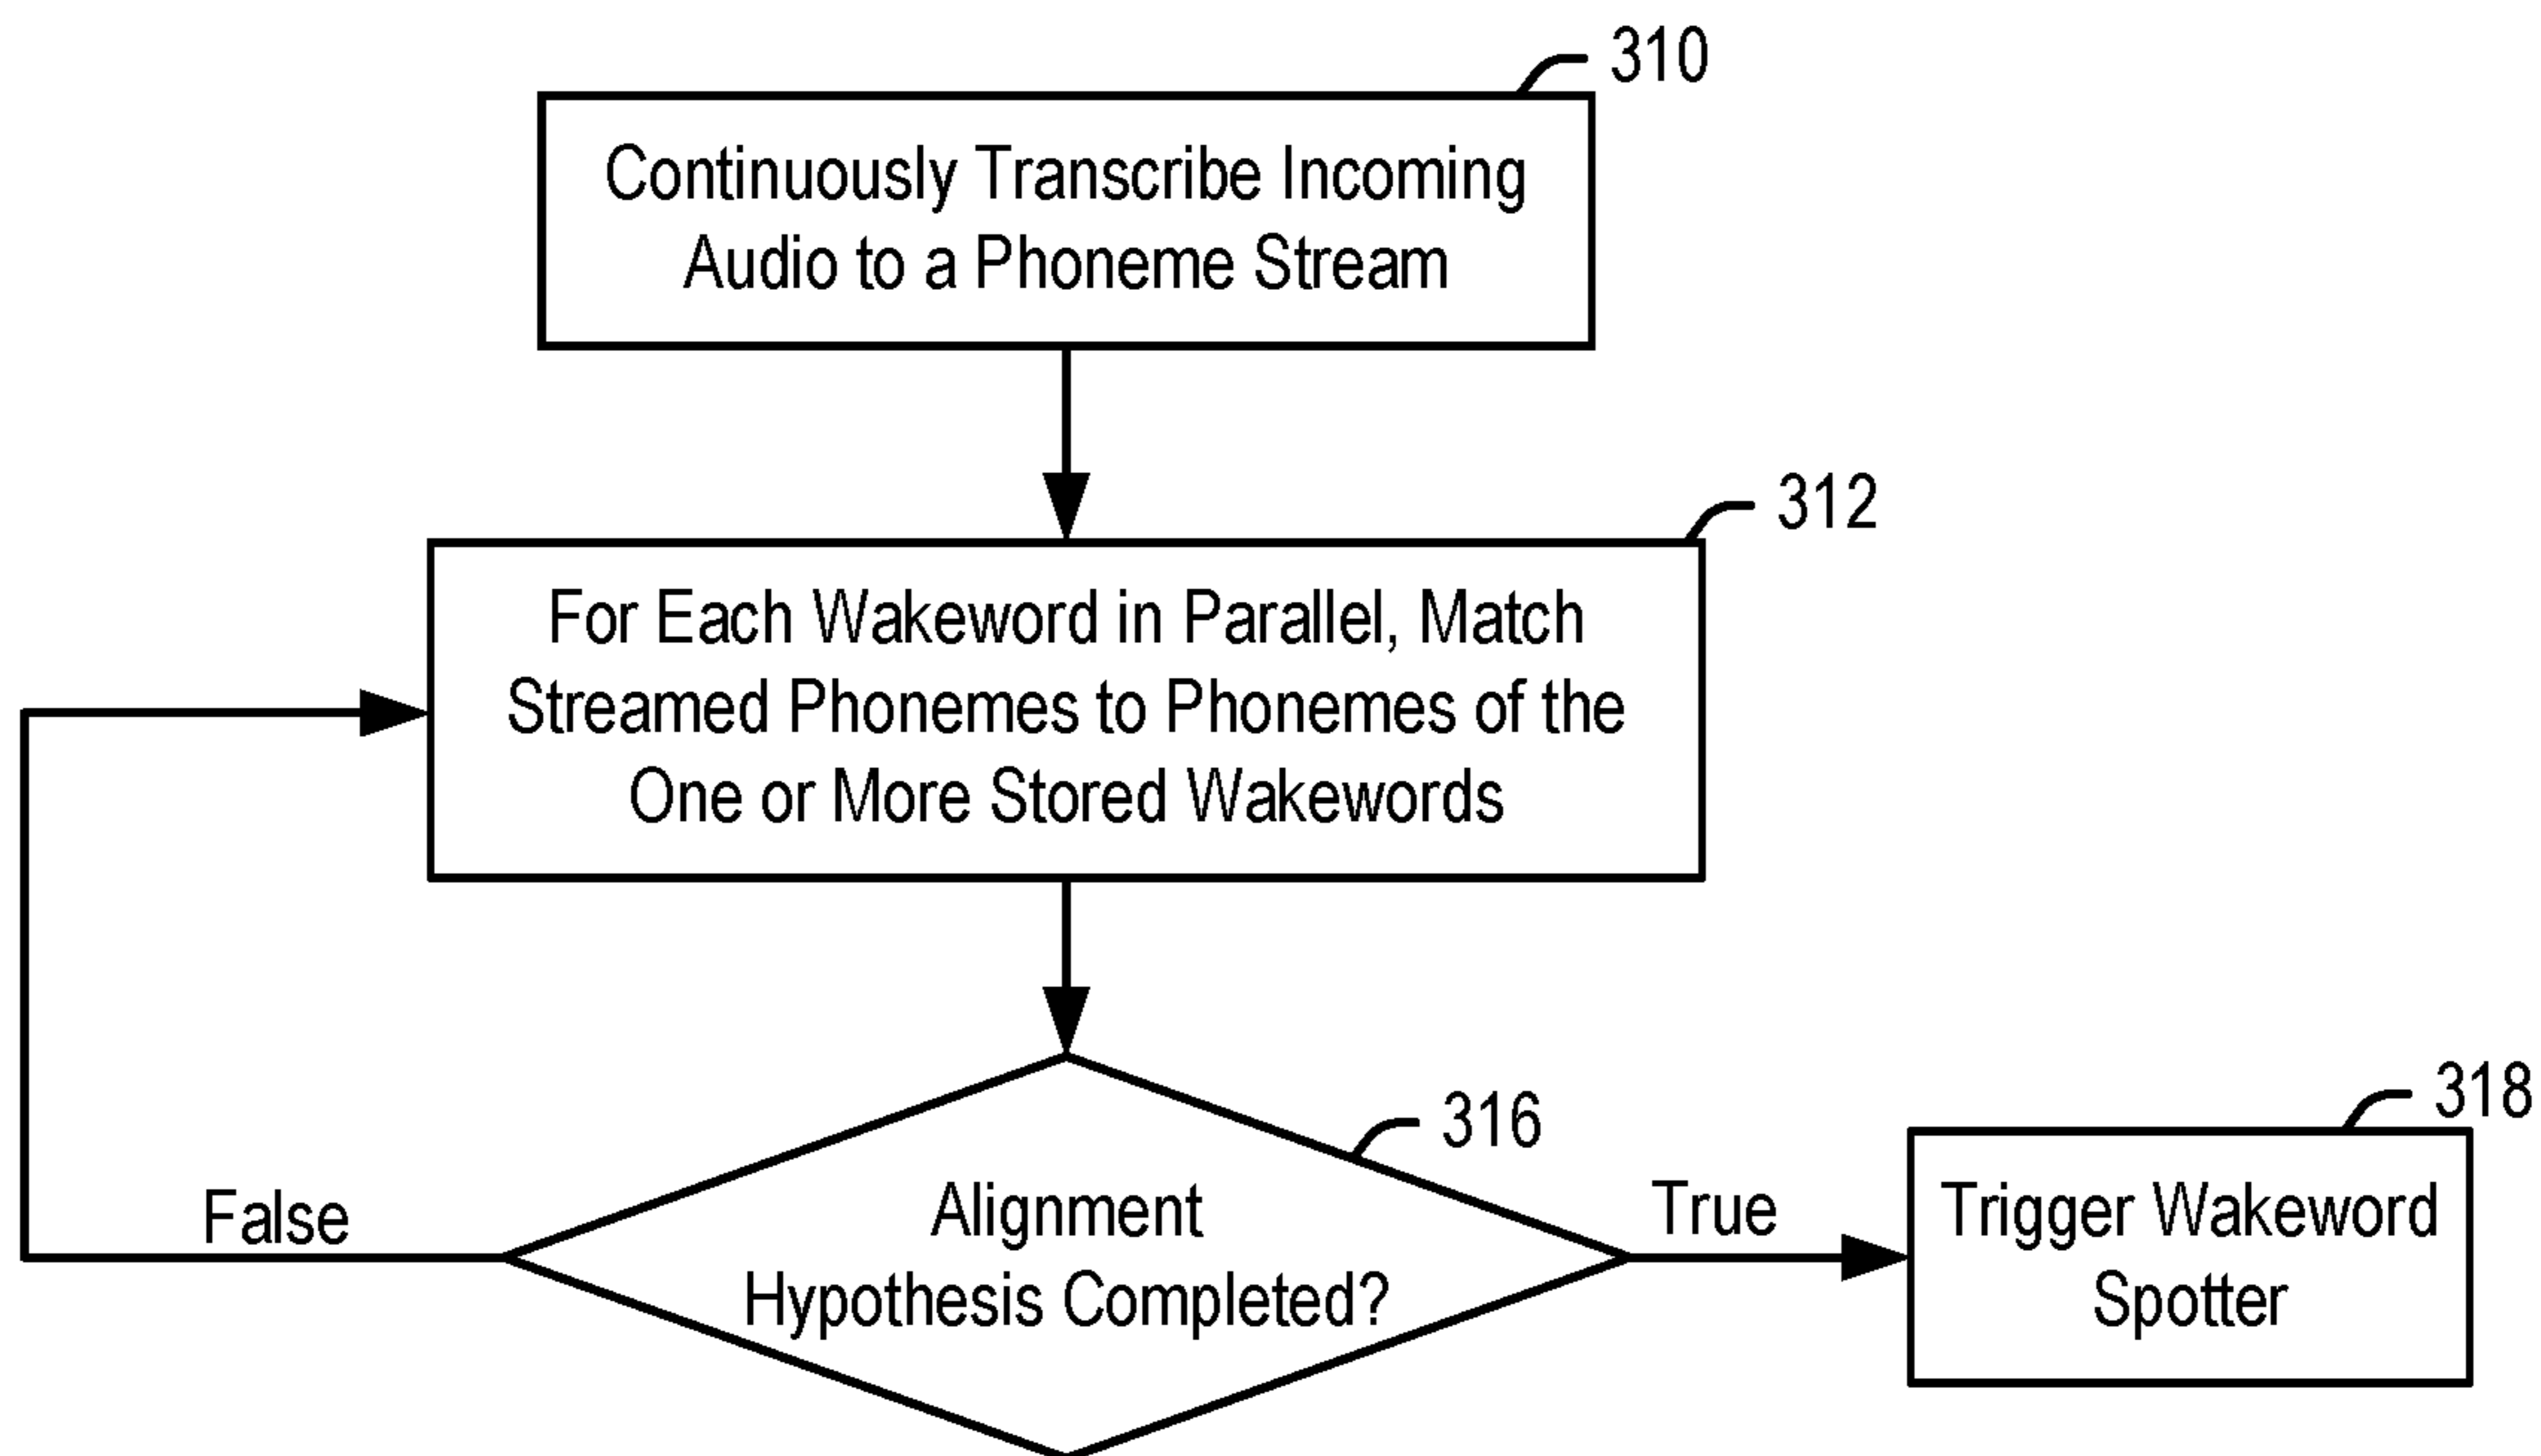 310
Continuously Transcribe Incoming
Audio to a Phoneme Stream
312
For Each Wakeword in Parallel, Match
Streamed Phonemes to Phonemes of the
One or More Stored Wakewords
316
Alignment
Hypothesis Completed?
False
True
318
Trigger Wakeword
Spotter